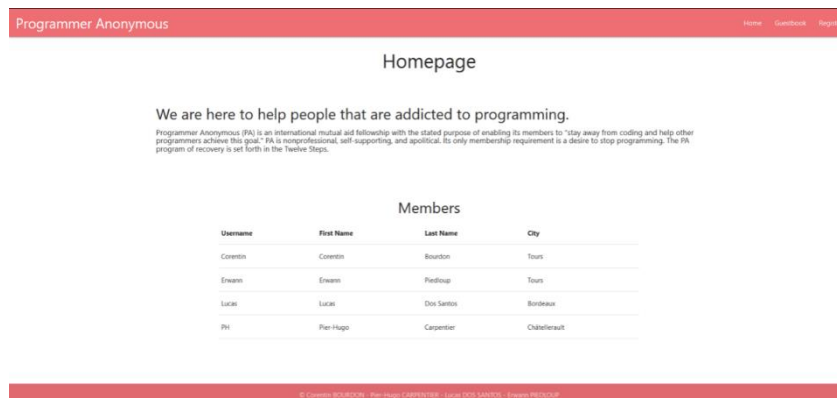 Programmer Anonymous
Home Guestbook
Homepage
We are here to help people that are addicted to programming.
Programmer Anonymous (PA) is an international mutual aid fellowship with the stated purpose of enabling its members to "stay away from coding and help other
programmers achieve this goal." PA is nonprofessional, self-supporting, and apolitical. Its only membership requirement is a desire to stop programming. The PA
program of recovery is set forth in the Twelve Steps.
Members
Username First Name Last Name City
Corentin Corentin Bourdon Tours
Erwann Erwann Piedloup Tours
Lucas Lucas Dos Santos Bordeaux
PH Pier-Hugo Carpentier Châtellerault
© Corentin BOURDON - Pier-Hugo CARPENTIER - Lucas DOS SANTOS - Erwann PIEDLOUP